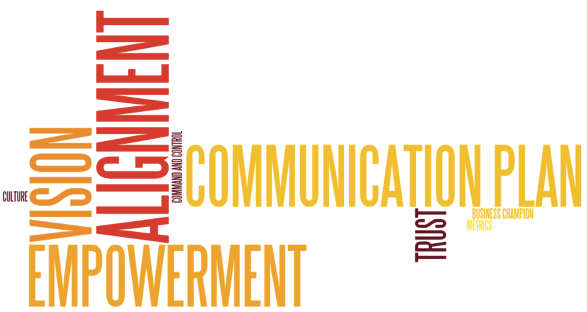 CULTURE
VISION
ALIGNMENT
COMMAND AND CONTROL
COMMUNICATION PLAN
TRUST
BUSINESS CHAMPION
METRICS
EMPOWERMENT